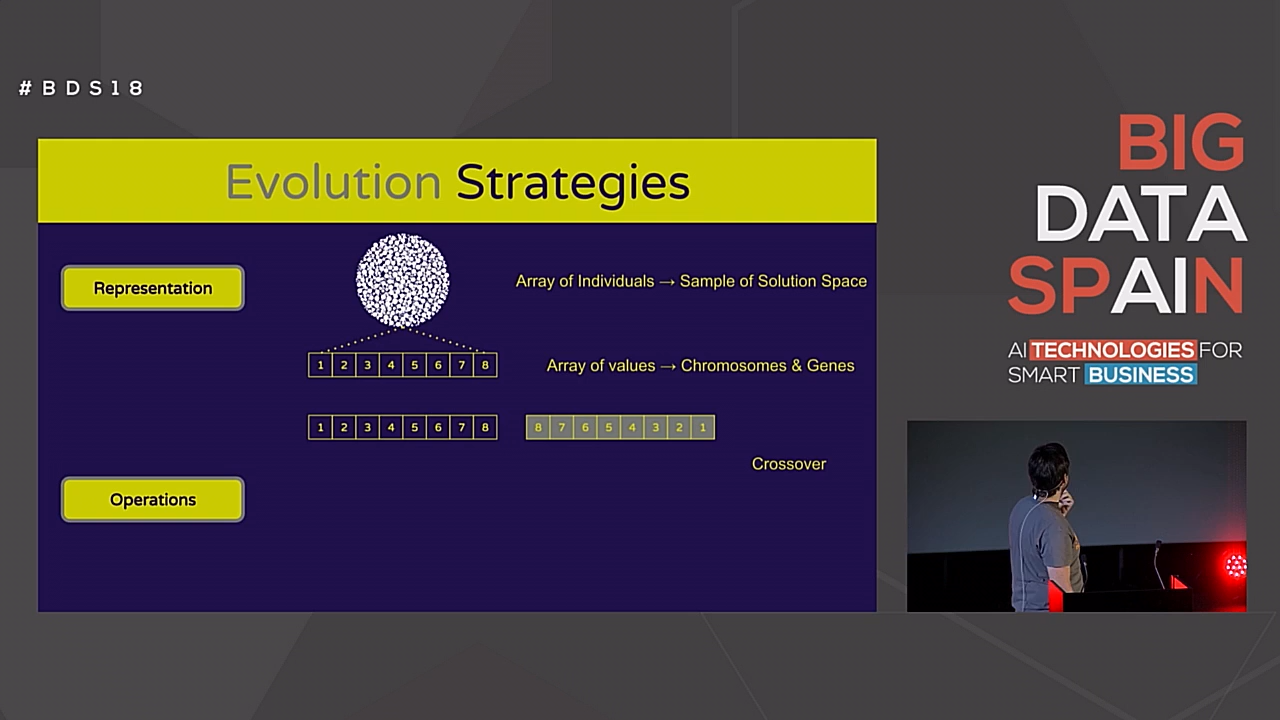 #BDS18
Evolution Strategies
Representation
Array of Individuals → Sample of Solution Space
1 2 3 4 5 6 7 8
Array of values → Chromosomes & Genes
1 2 3 4 5 6 7 8
8 7 6 5 4 3 2 1
Crossover
Operations
BIG
DATA
SPAIN
AI TECHNOLOGIES FOR
SMART BUSINESS